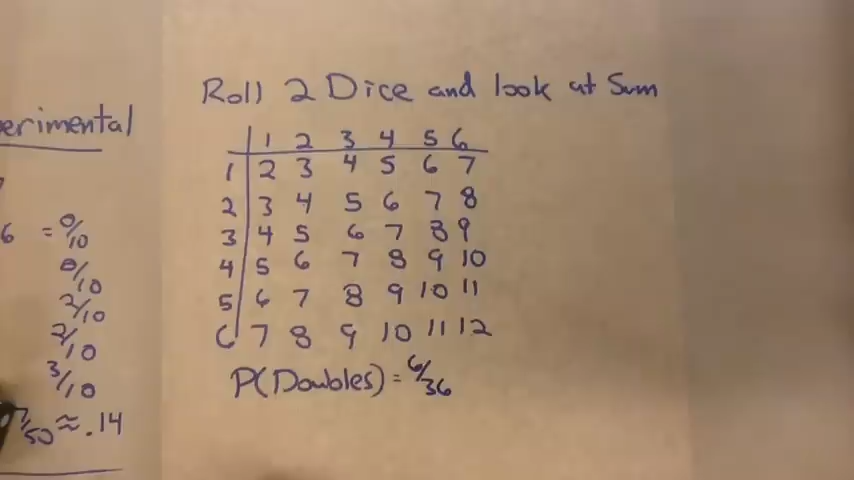 Roll 2 Dice and look at Sum
1 2 3 4 5 6
1 2 3 4 5 6 7
2 3 4 5 6 7 8
3 4 5 6 7 8 9
4 5 6 7 8 9 10
5 6 7 8 9 10 11
6 7 8 9 10 11 12
P(Doubles) = 6/36
erimental
6 = 0/10
0/10
2/10
2/10
3/10
7/50 ≈ .14